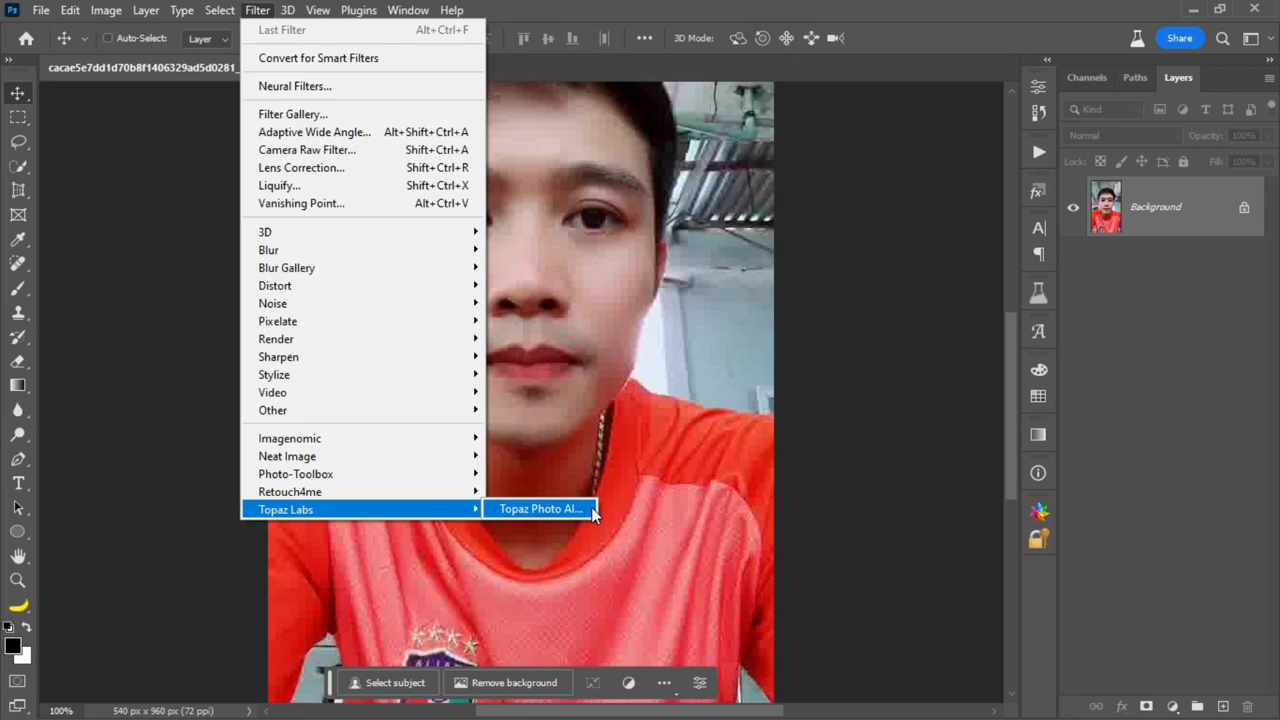 Ps File Edit Image Layer Type Select Filter 3D View Plugins Window Help
Auto-Select: Layer 3D Mode: Share
cacae5e7dd1d70b8f1406329ad5d0281_
Last Filter Alt+Ctrl+F
Convert for Smart Filters
Neural Filters...
Filter Gallery...
Adaptive Wide Angle... Alt+Shift+Ctrl+A
Camera Raw Filter... Shift+Ctrl+A
Lens Correction... Shift+Ctrl+R
Liquify... Shift+Ctrl+X
Vanishing Point... Alt+Ctrl+V
3D
Blur
Blur Gallery
Distort
Noise
Pixelate
Render
Sharpen
Stylize
Video
Other
Imagenomic
Neat Image
Photo-Toolbox
Retouch4me
Topaz Labs
Topaz Photo AI...
Channels Paths Layers
Kind
Normal Opacity: 100%
Lock: Fill: 100%
Background
Select subject Remove background
100% 540 px x 960 px (72 ppi)